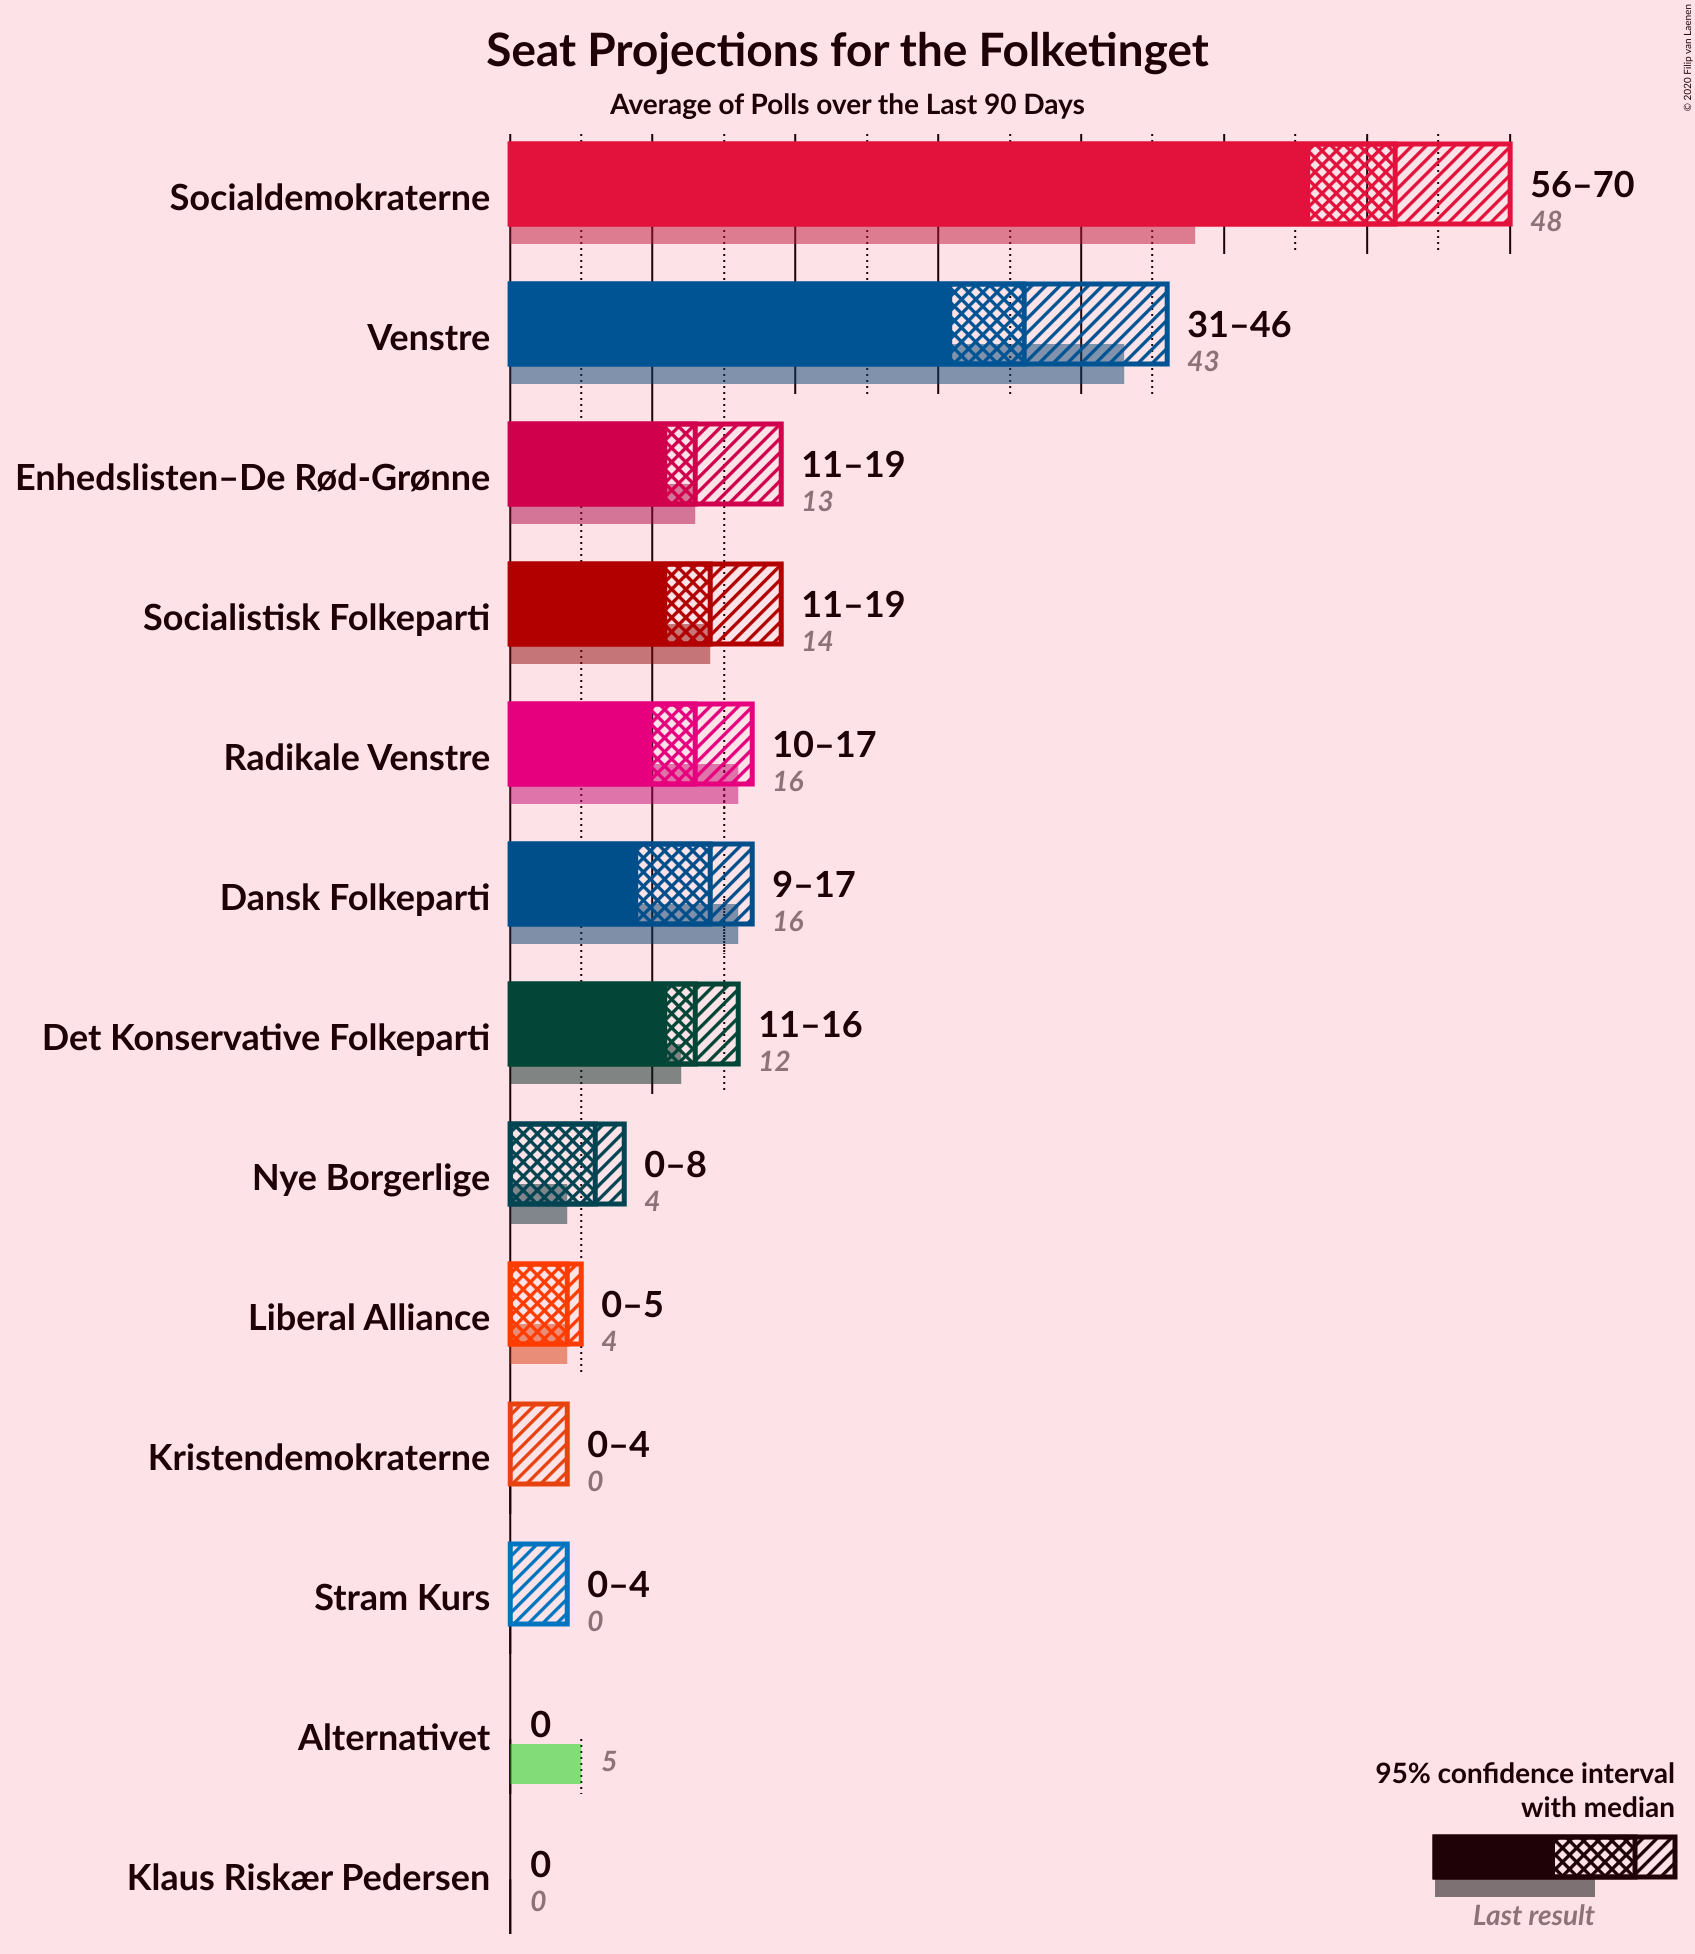 Seat Projections for the Folketinget
Average of Polls over the Last 90 Days
© 2020 Filip van Laenen
Socialdemokraterne
56–70
48
Venstre
31–46
43
Enhedslisten–De Rød-Grønne
11–19
13
Socialistisk Folkeparti
11–19
14
Radikale Venstre
10–17
16
Dansk Folkeparti
9–17
16
Det Konservative Folkeparti
11–16
12
Nye Borgerlige
0–8
4
Liberal Alliance
0–5
4
Kristendemokraterne
0–4
0
Stram Kurs
0–4
0
Alternativet
0
5
Klaus Riskær Pedersen
0
0
95% confidence interval
with median
Last result